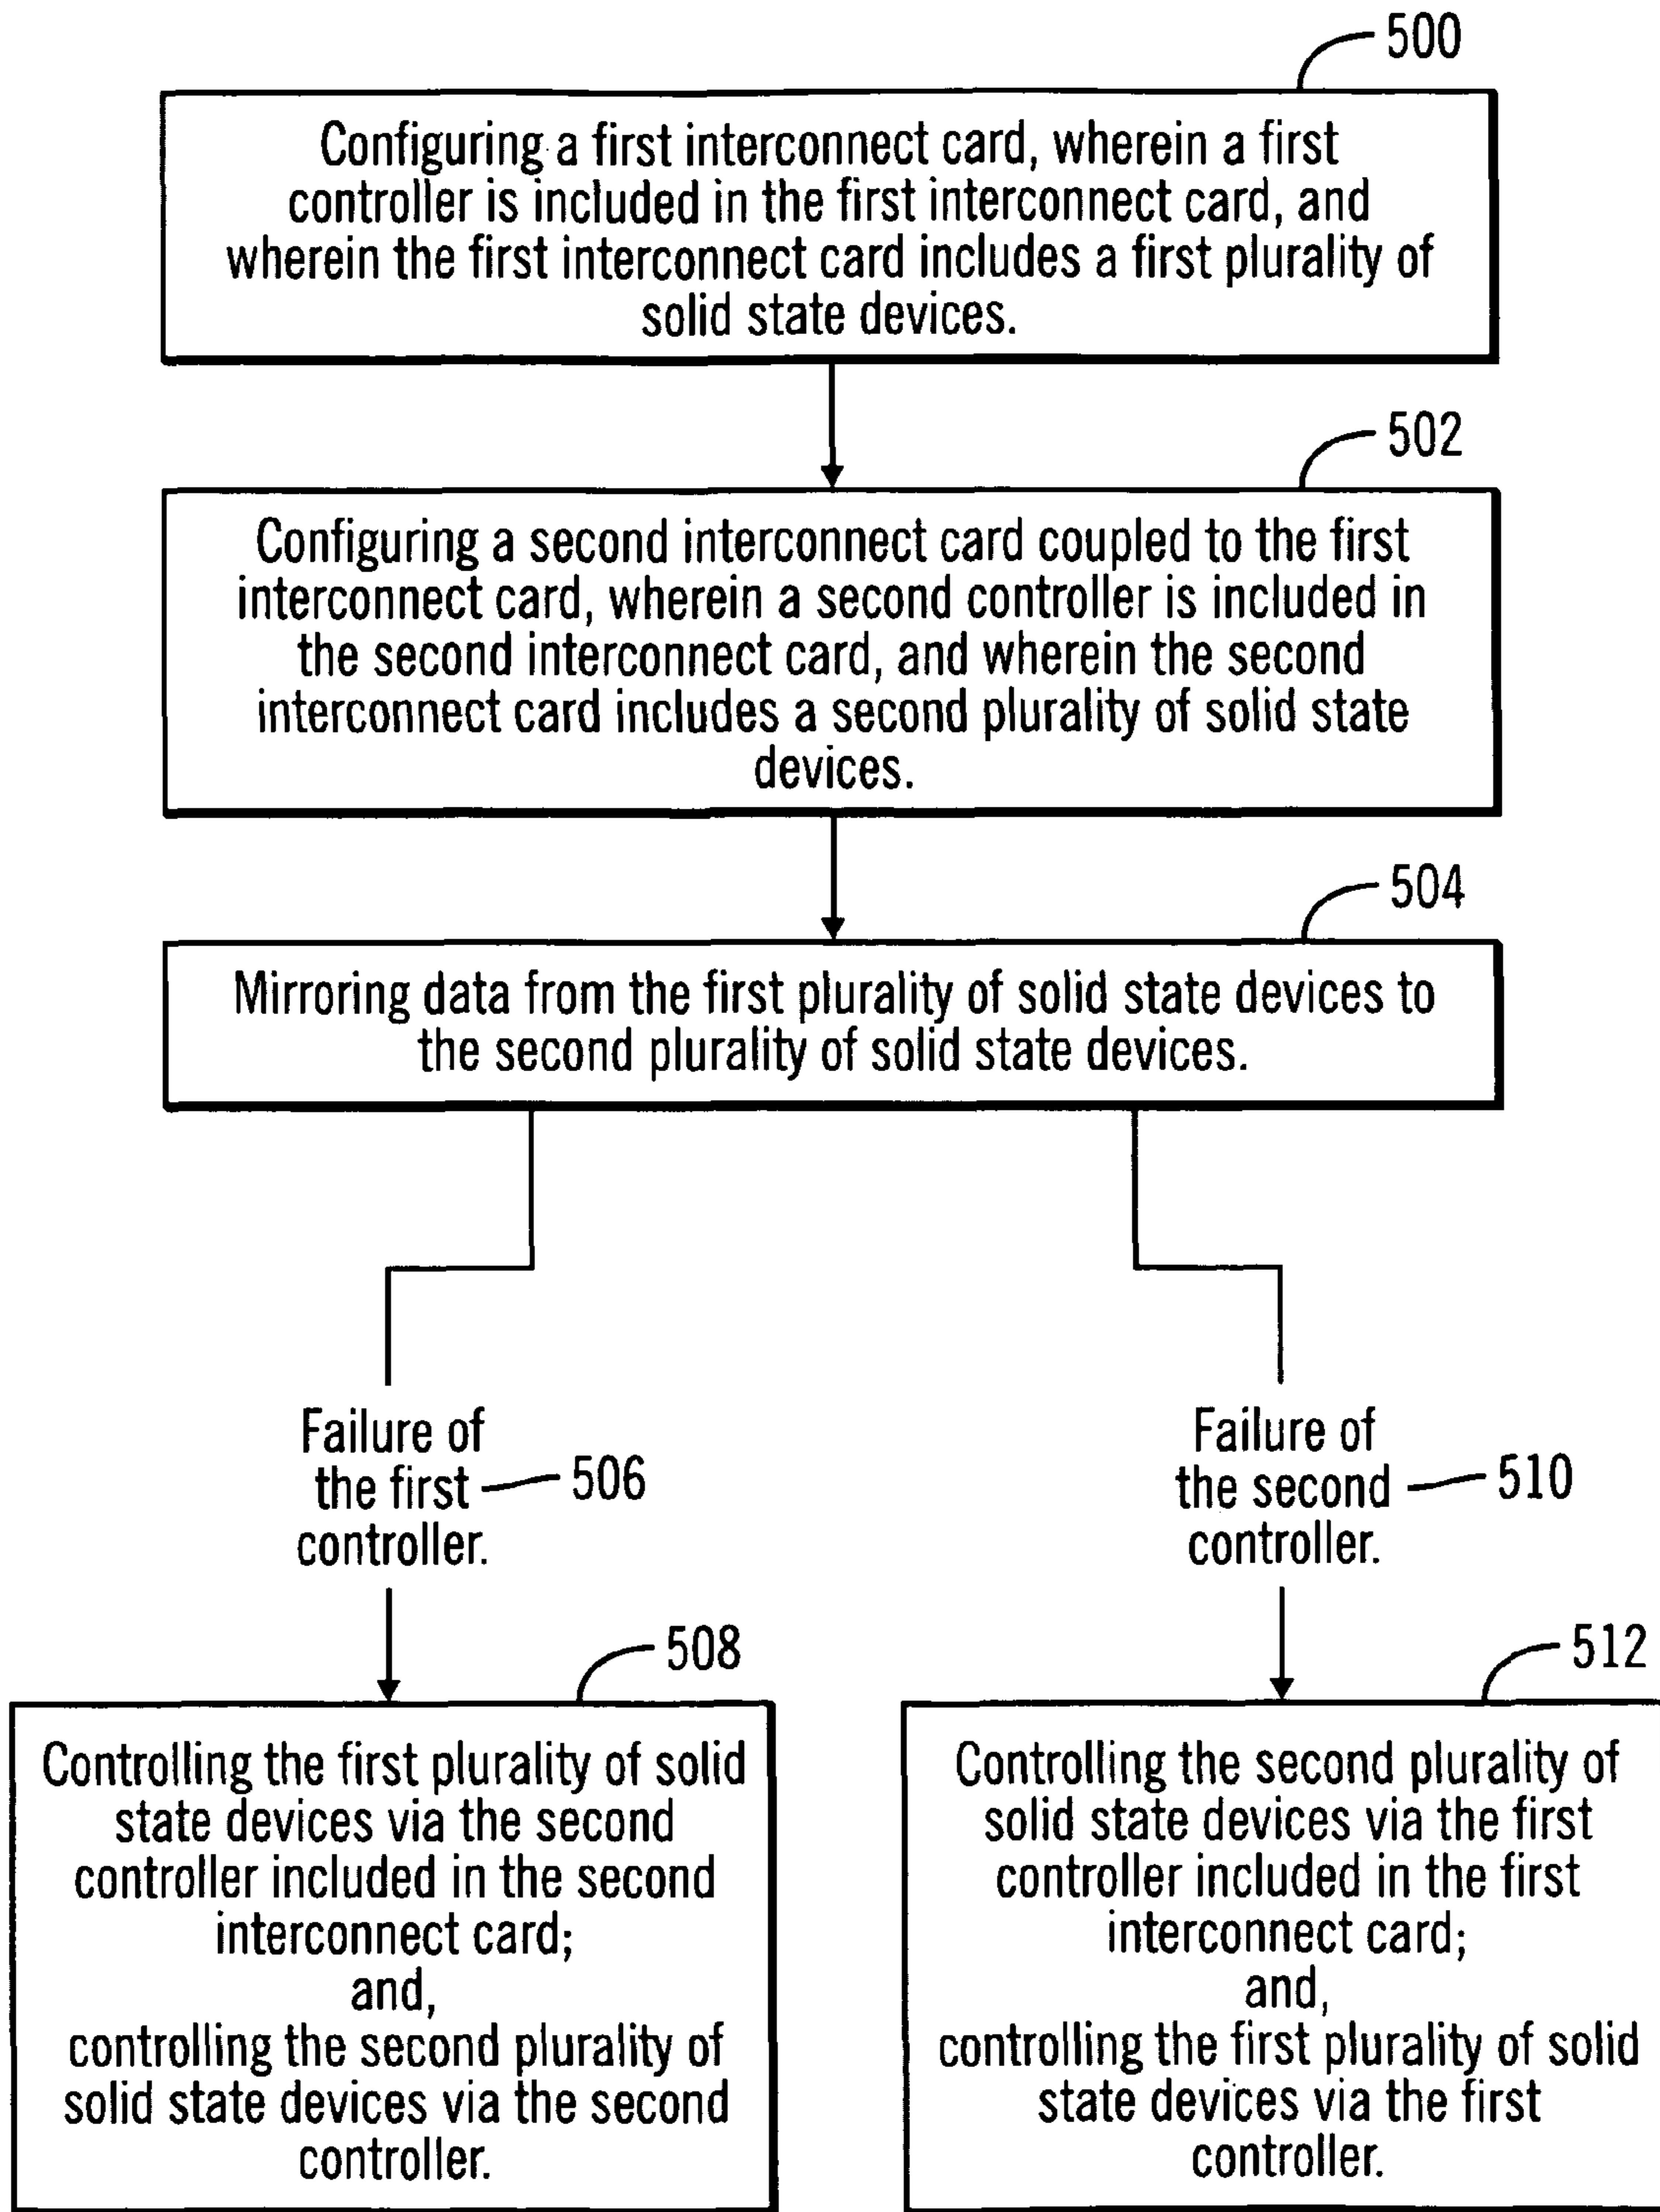 500
Configuring a first interconnect card, wherein a first
controller is included in the first interconnect card, and
wherein the first interconnect card includes a first plurality of
solid state devices.
502
Configuring a second interconnect card coupled to the first
interconnect card, wherein a second controller is included in
the second interconnect card, and wherein the second
interconnect card includes a second plurality of solid state
devices.
504
Mirroring data from the first plurality of solid state devices to
the second plurality of solid state devices.
Failure of
the first
controller.
506
Failure of
the second
controller.
510
508
Controlling the first plurality of solid
state devices via the second
controller included in the second
interconnect card;
and,
controlling the second plurality of
solid state devices via the second
controller.
512
Controlling the second plurality of
solid state devices via the first
controller included in the first
interconnect card;
and,
controlling the first plurality of solid
state devices via the first
controller.